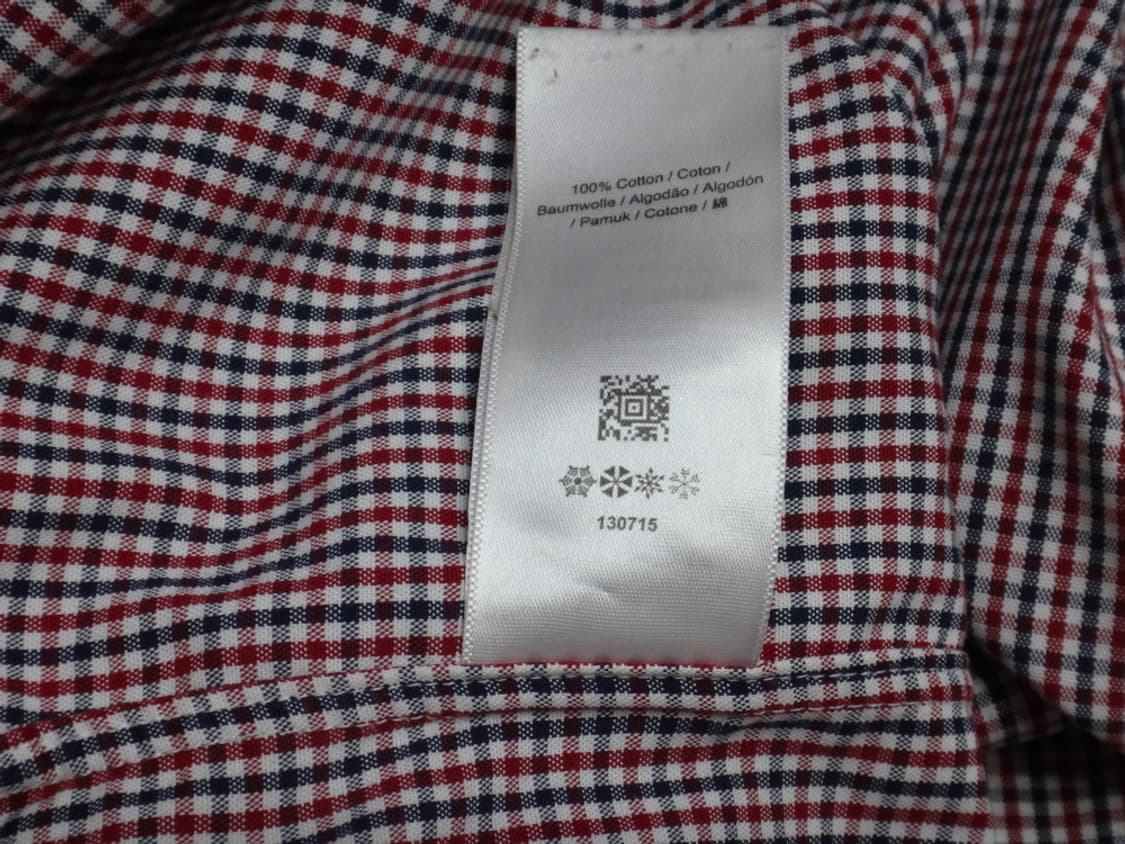 100% Cotton / Coton /
Baumwolle / Algodão / Algodón
/ Pamuk / Cotone / 綿
130715